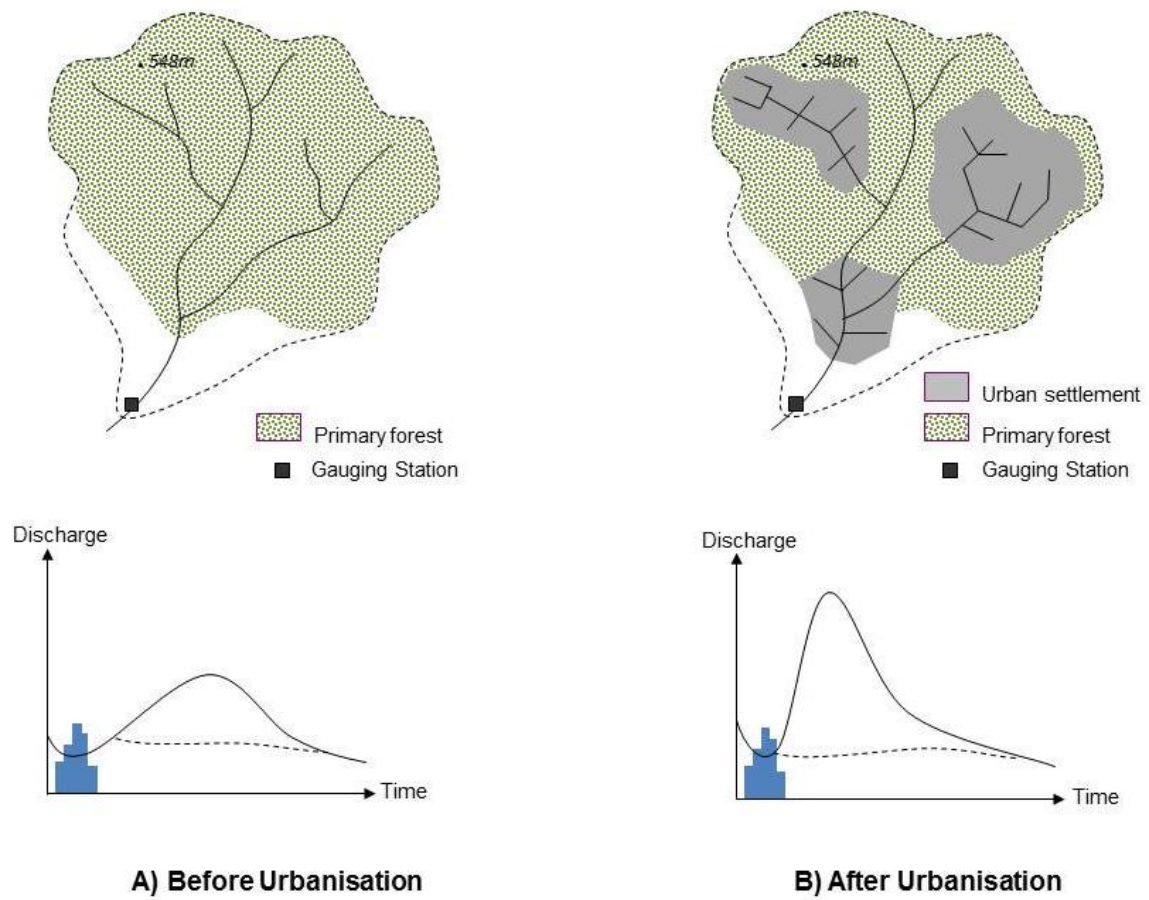 548m
Primary forest
Gauging Station
548m
Urban settlement
Primary forest
Gauging Station
Discharge
Time
A) Before Urbanisation
Discharge
Time
B) After Urbanisation